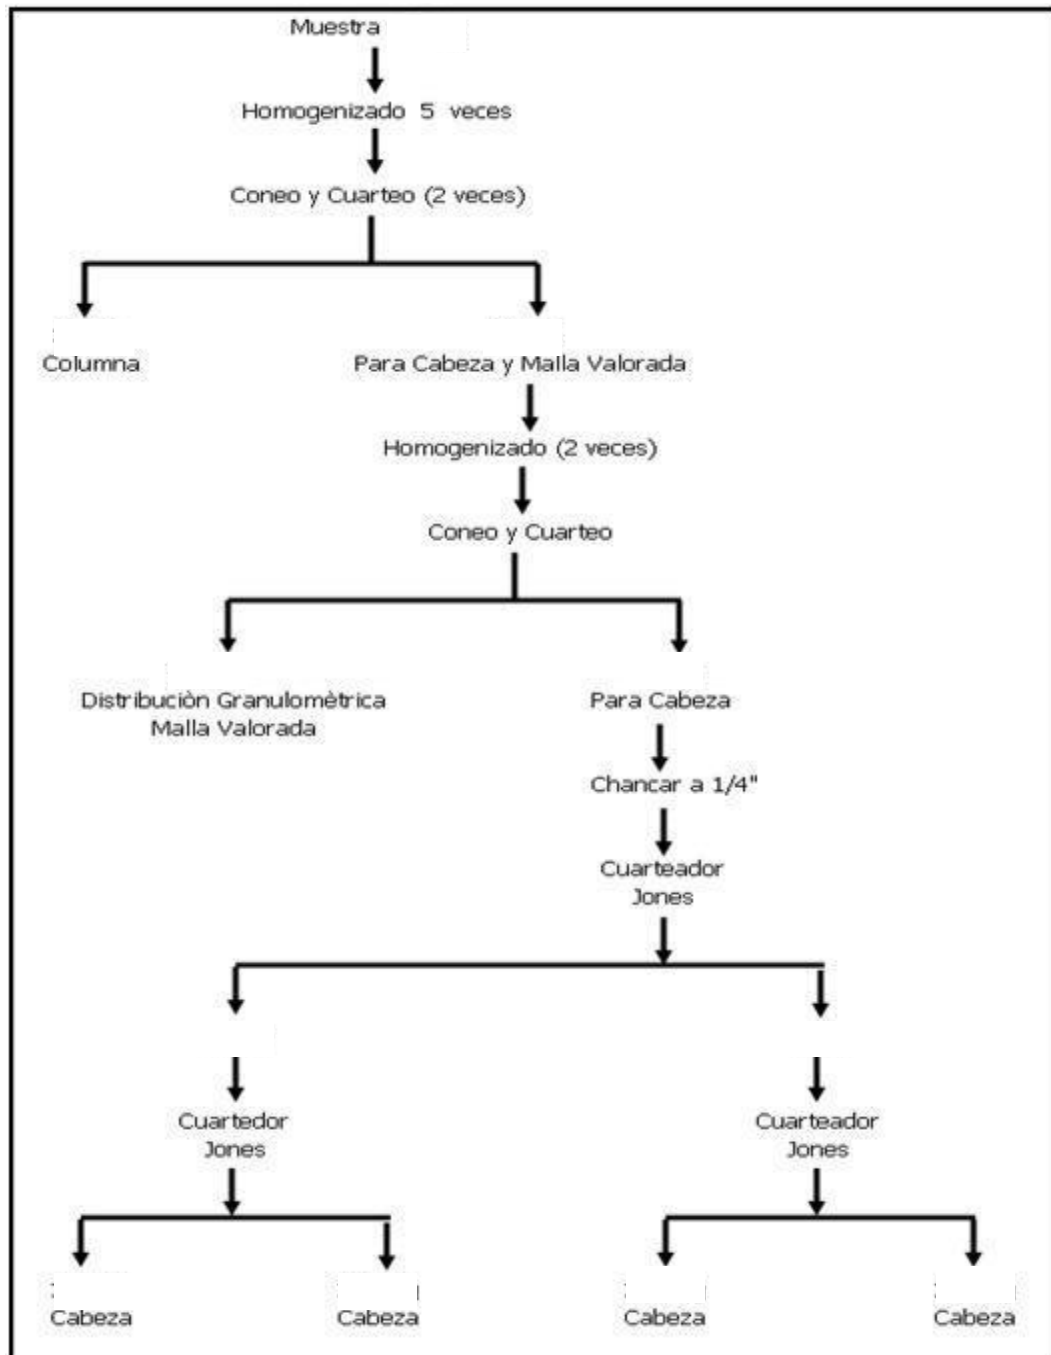 Muestra
Homogenizado 5 veces
Coneo y Cuarteo (2 veces)
Columna
Para Cabeza y Malla Valorada
Homogenizado (2 veces)
Coneo y Cuarteo
Distribuciòn Granulomètrica
Malla Valorada
Para Cabeza
Chancar a 1/4"
Cuarteador
Jones
Cuartedor
Jones
Cuarteador
Jones
Cabeza
Cabeza
Cabeza
Cabeza